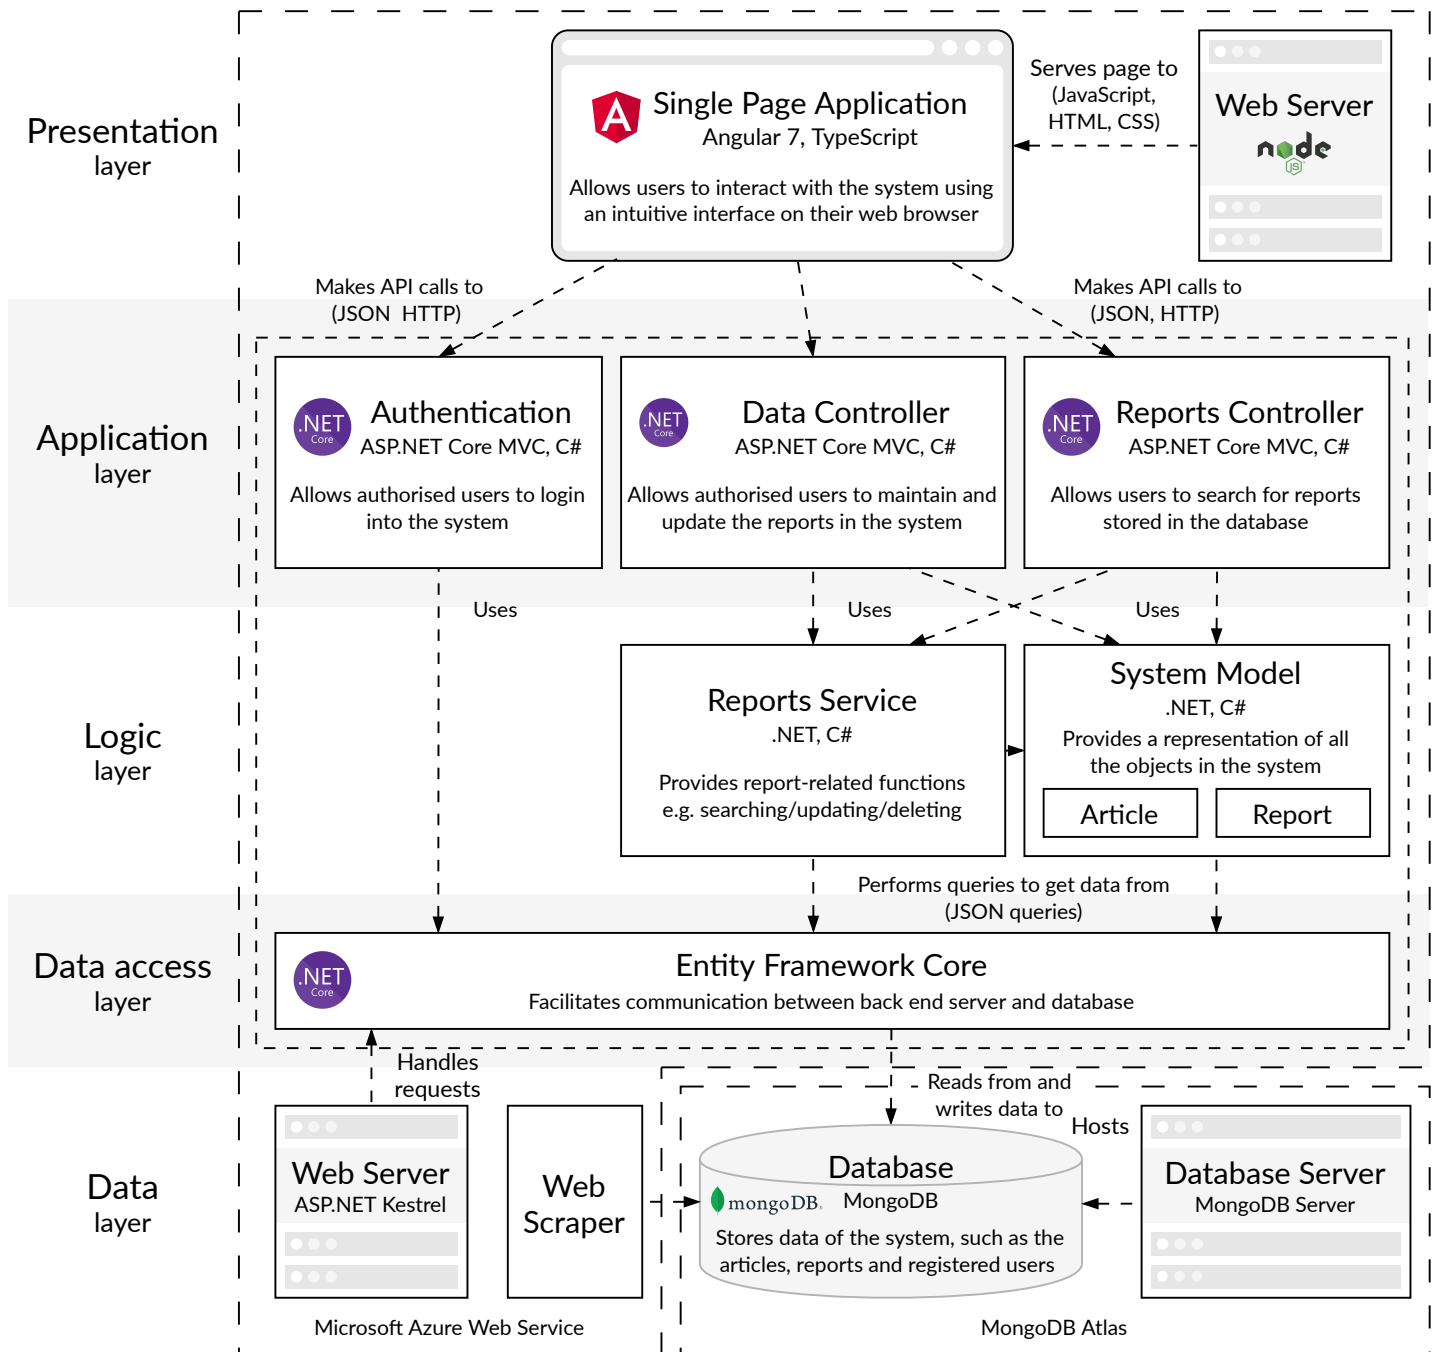 Presentation
layer
Single Page Application
Angular 7, TypeScript
Allows users to interact with the system using
an intuitive interface on their web browser
Serves page to
(JavaScript,
HTML, CSS)
Web Server
node
JS
Makes API calls to
(JSON  HTTP)
Makes API calls to
(JSON, HTTP)
Application
layer
.NET
Core
Authentication
ASP.NET Core MVC, C#
Allows authorised users to login
into the system
.NET
Core
Data Controller
ASP.NET Core MVC, C#
Allows authorised users to maintain and
update the reports in the system
.NET
Core
Reports Controller
ASP.NET Core MVC, C#
Allows users to search for reports
stored in the database
Uses
Uses
Uses
Logic
layer
Reports Service
.NET, C#
Provides report-related functions
e.g. searching/updating/deleting
System Model
.NET, C#
Provides a representation of all
the objects in the system
Article
Report
Performs queries to get data from
(JSON queries)
Data access
layer
.NET
Core
Entity Framework Core
Facilitates communication between back end server and database
Handles
requests
Reads from and
writes data to
Hosts
Data
layer
Web Server
ASP.NET Kestrel
Web
Scraper
Database
mongoDB.
MongoDB
Stores data of the system, such as the
articles, reports and registered users
Database Server
MongoDB Server
Microsoft Azure Web Service
MongoDB Atlas